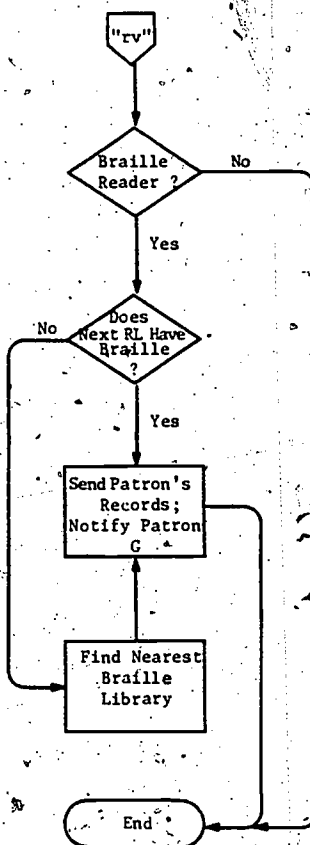 "rv"
Braille
Reader ?
No
Yes
Does
Next RL Have
Braille
?
No
Yes
Send Patron's
Records;
Notify Patron
G
Find Nearest
Braille
Library
End